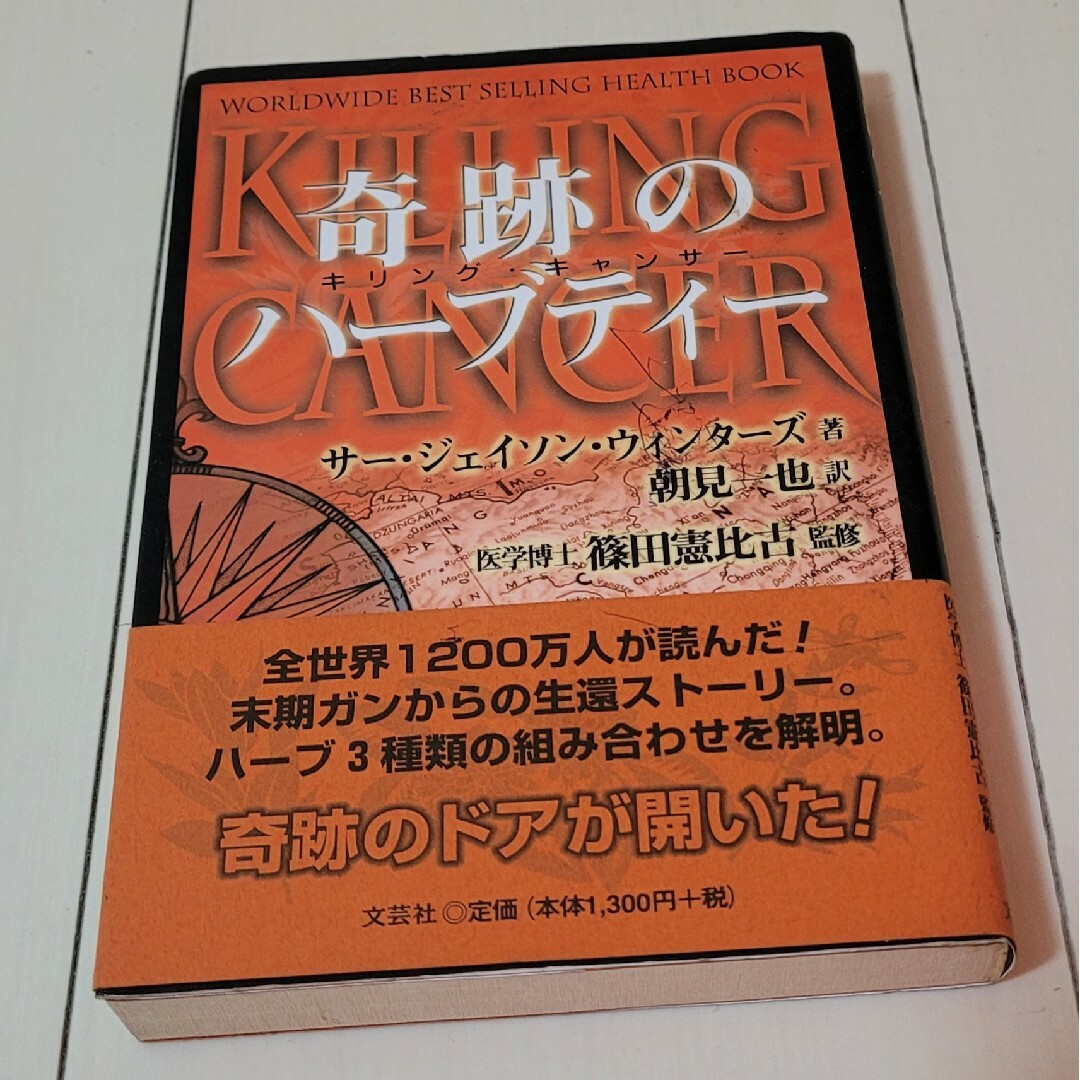 WORLDWIDE BEST SELLING HEALTH BOOK
KILLING
奇跡の
キリング・キャンサー
CANCER
ハーブティー
サー・ジェイソン・ウィンターズ 著
朝見一也 訳
医学博士 篠田憲比古 監修
ALTAI
DZUNGARIA
Urumqi
全世界1200万人が読んだ!
末期ガンからの生還ストーリー。
ハーブ3種類の組み合わせを解明。
奇跡のドアが開いた!
文芸社◎定価(本体1,300円+税)